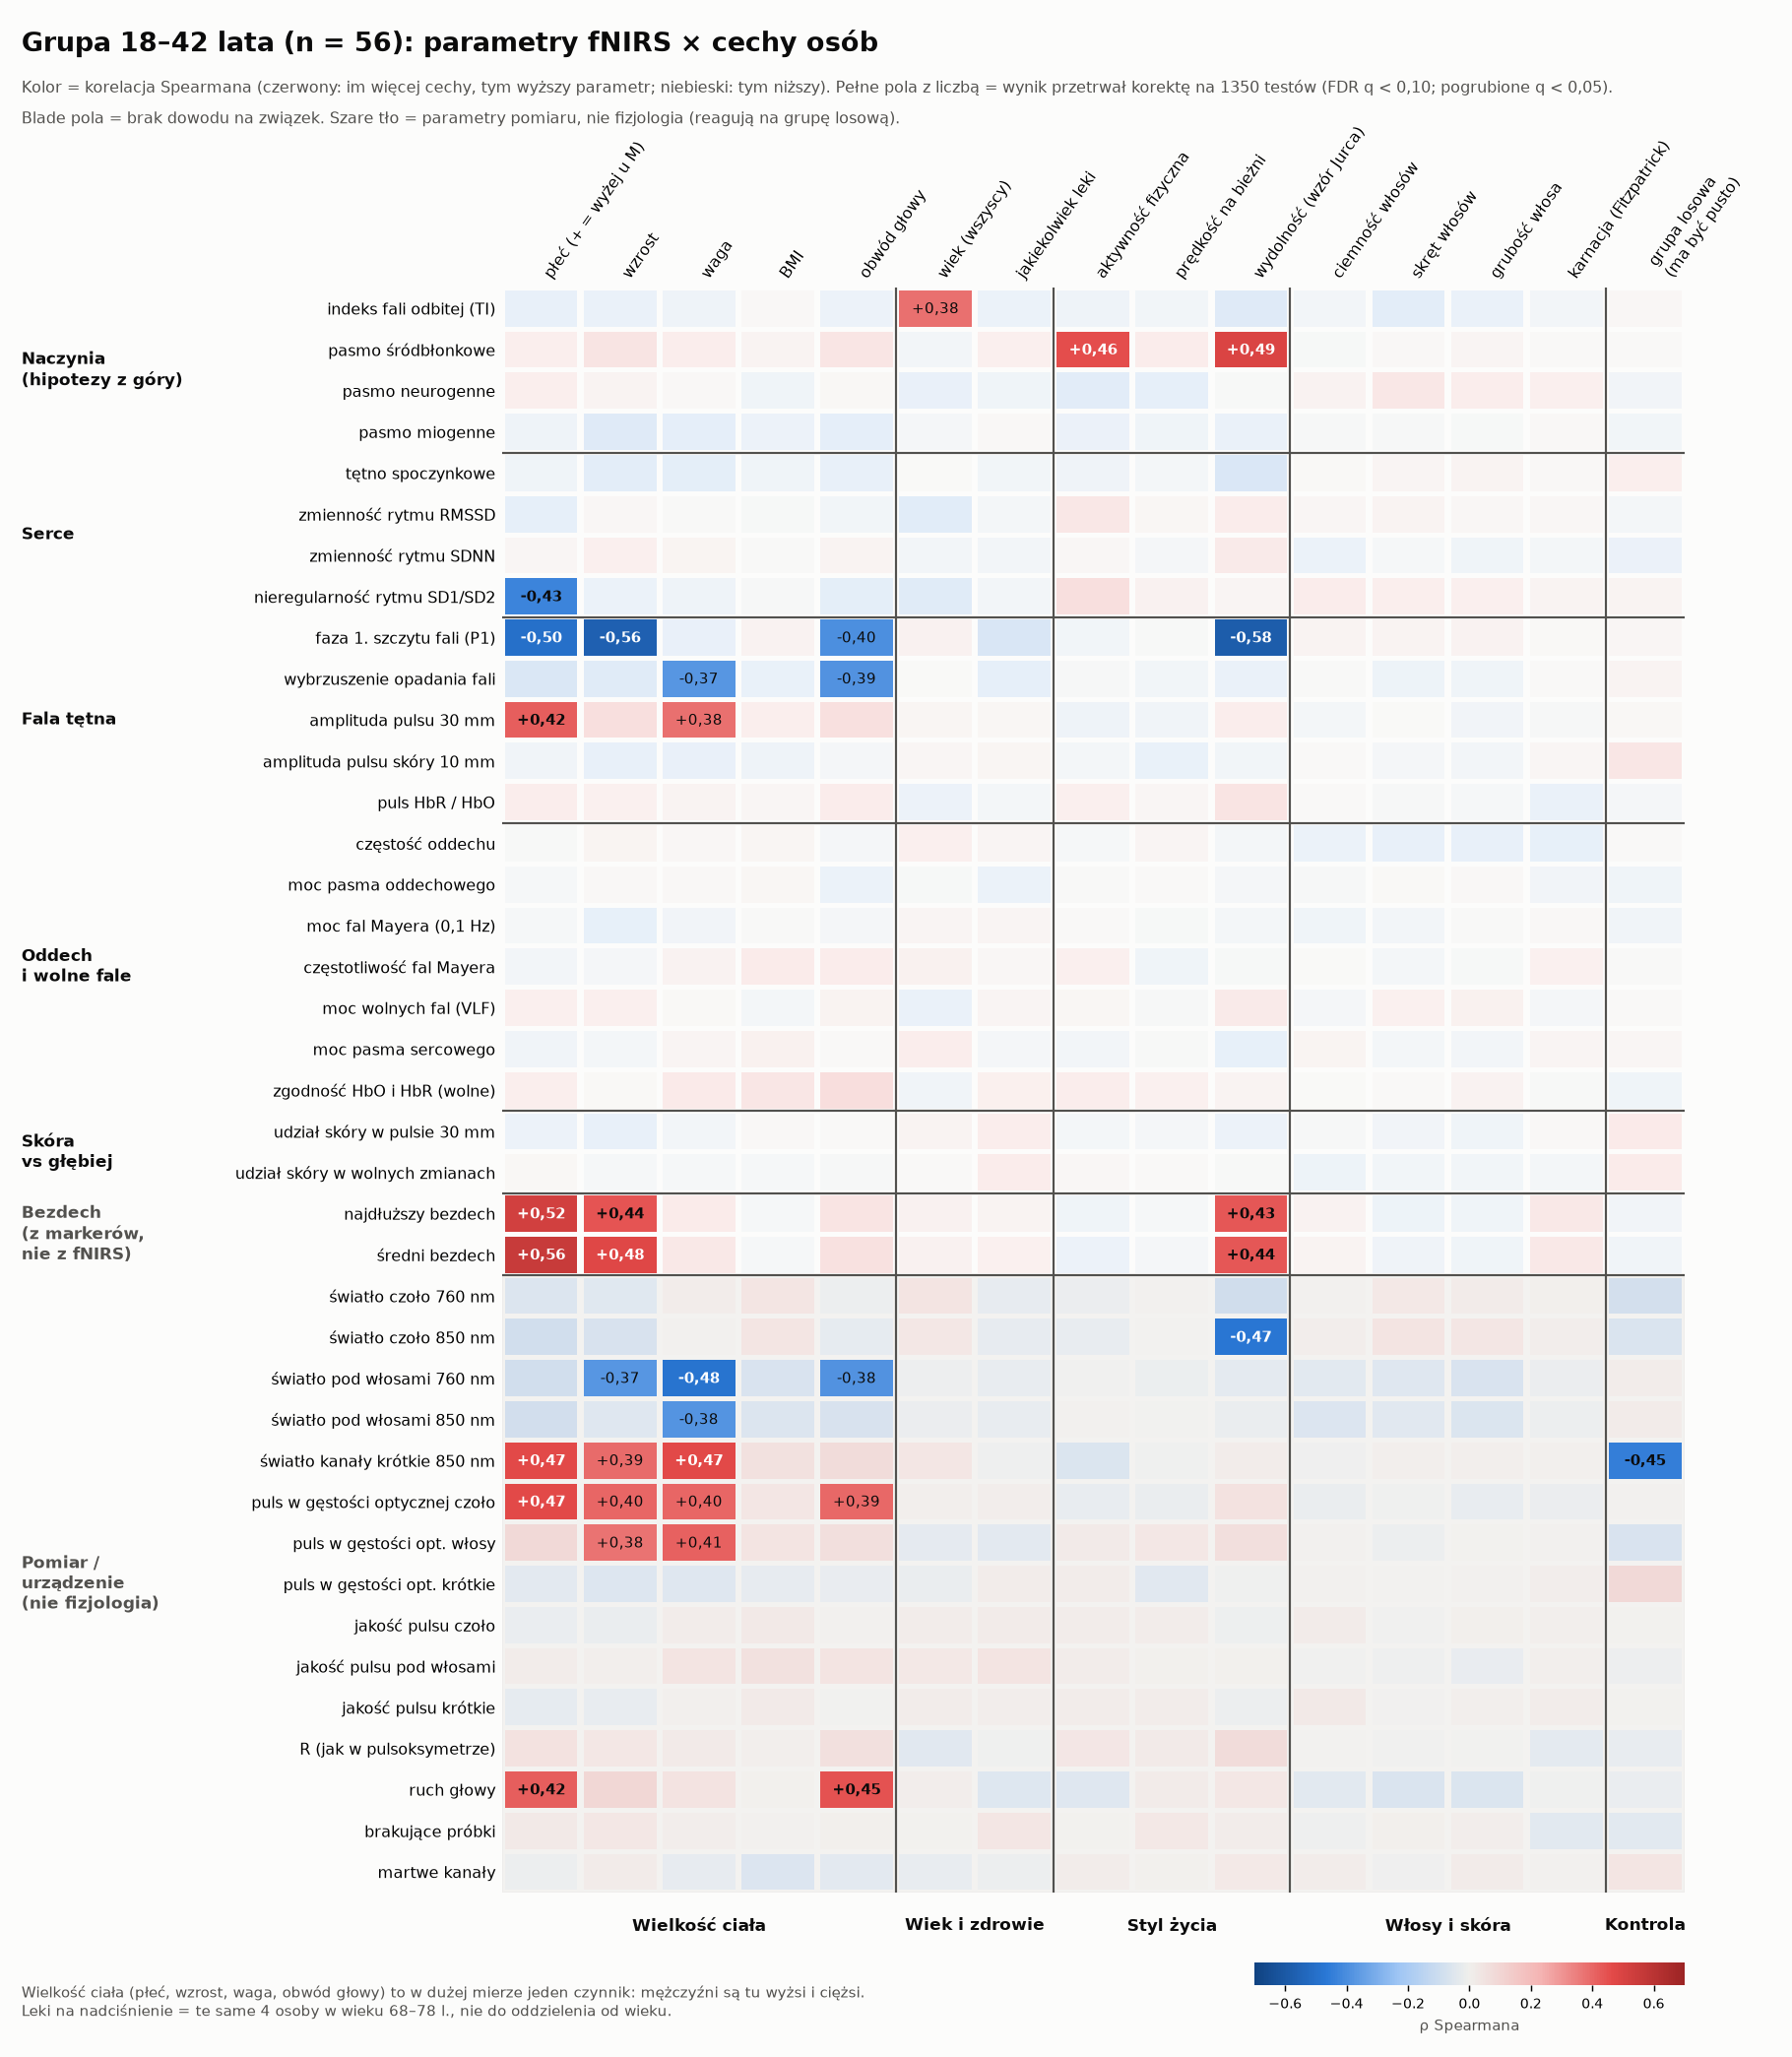 Grupa 18–42 lata (n = 56): parametry fNIRS × cechy osób
Kolor = korelacja Spearmana (czerwony: im więcej cechy, tym wyższy parametr; niebieski: tym niższy). Pełne pola z liczbą = wynik przetrwał korektę na 1350 testów (FDR q < 0,10; pogrubione q < 0,05).
Blade pola = brak dowodu na związek. Szare tło = parametry pomiaru, nie fizjologia (reagują na grupę losową).
płeć (+ = wyżej u M)
wzrost
waga
BMI
obwód głowy
wiek (wszyscy)
jakiekolwiek leki
aktywność fizyczna
prędkość na bieżni
wydolność (wzór Jurca)
ciemność włosów
skręt włosów
grubość włosa
karnacja (Fitzpatrick)
grupa losowa
(ma być pusto)
Naczynia
(hipotezy z góry)
indeks fali odbitej (TI) +0,38
pasmo śródbłonkowe +0,46 +0,49
pasmo neurogenne
pasmo miogenne
Serce
tętno spoczynkowe
zmienność rytmu RMSSD
zmienność rytmu SDNN
nieregularność rytmu SD1/SD2 -0,43
Fala tętna
faza 1. szczytu fali (P1) -0,50 -0,56 -0,40 -0,58
wybrzuszenie opadania fali -0,37 -0,39
amplituda pulsu 30 mm +0,42 +0,38
amplituda pulsu skóry 10 mm
puls HbR / HbO
Oddech
i wolne fale
częstość oddechu
moc pasma oddechowego
moc fal Mayera (0,1 Hz)
częstotliwość fal Mayera
moc wolnych fal (VLF)
moc pasma sercowego
zgodność HbO i HbR (wolne)
Skóra
vs głębiej
udział skóry w pulsie 30 mm
udział skóry w wolnych zmianach
Bezdech
(z markerów,
nie z fNIRS)
najdłuższy bezdech +0,52 +0,44 +0,43
średni bezdech +0,56 +0,48 +0,44
Pomiar /
urządzenie
(nie fizjologia)
światło czoło 760 nm
światło czoło 850 nm -0,47
światło pod włosami 760 nm -0,37 -0,48 -0,38
światło pod włosami 850 nm -0,38
światło kanały krótkie 850 nm +0,47 +0,39 +0,47 -0,45
puls w gęstości optycznej czoło +0,47 +0,40 +0,40 +0,39
puls w gęstości opt. włosy +0,38 +0,41
puls w gęstości opt. krótkie
jakość pulsu czoło
jakość pulsu pod włosami
jakość pulsu krótkie
R (jak w pulsoksymetrze)
ruch głowy +0,42 +0,45
brakujące próbki
martwe kanały
Wielkość ciała
Wiek i zdrowie
Styl życia
Włosy i skóra
Kontrola
Wielkość ciała (płeć, wzrost, waga, obwód głowy) to w dużej mierze jeden czynnik: mężczyźni są tu wyżsi i ciężsi.
Leki na nadciśnienie = te same 4 osoby w wieku 68–78 l., nie do oddzielenia od wieku.
−0.6 −0.4 −0.2 0.0 0.2 0.4 0.6
ρ Spearmana